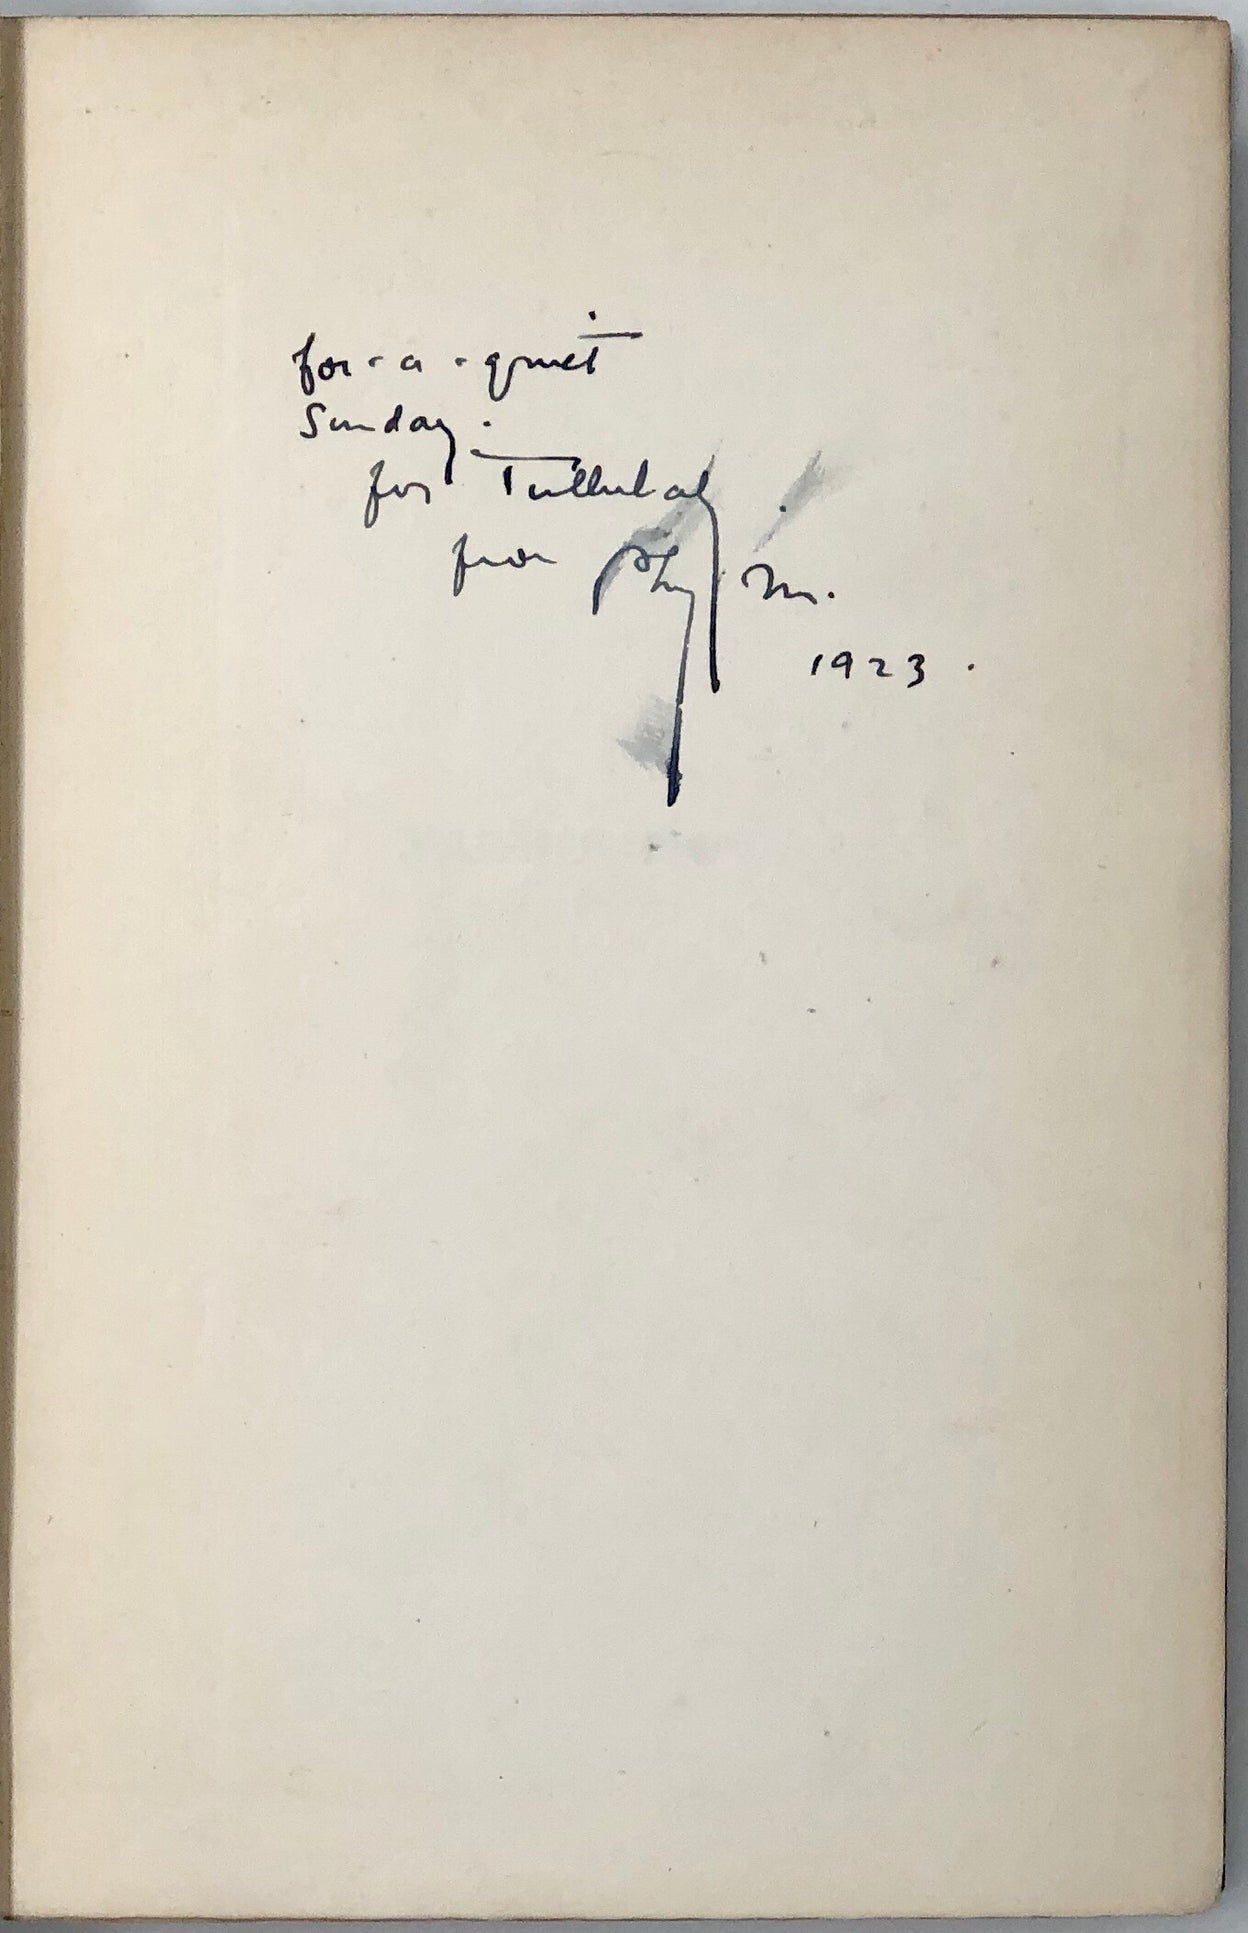 for - a - quiet
Sunday.
for Tallulah
from M.
1923.